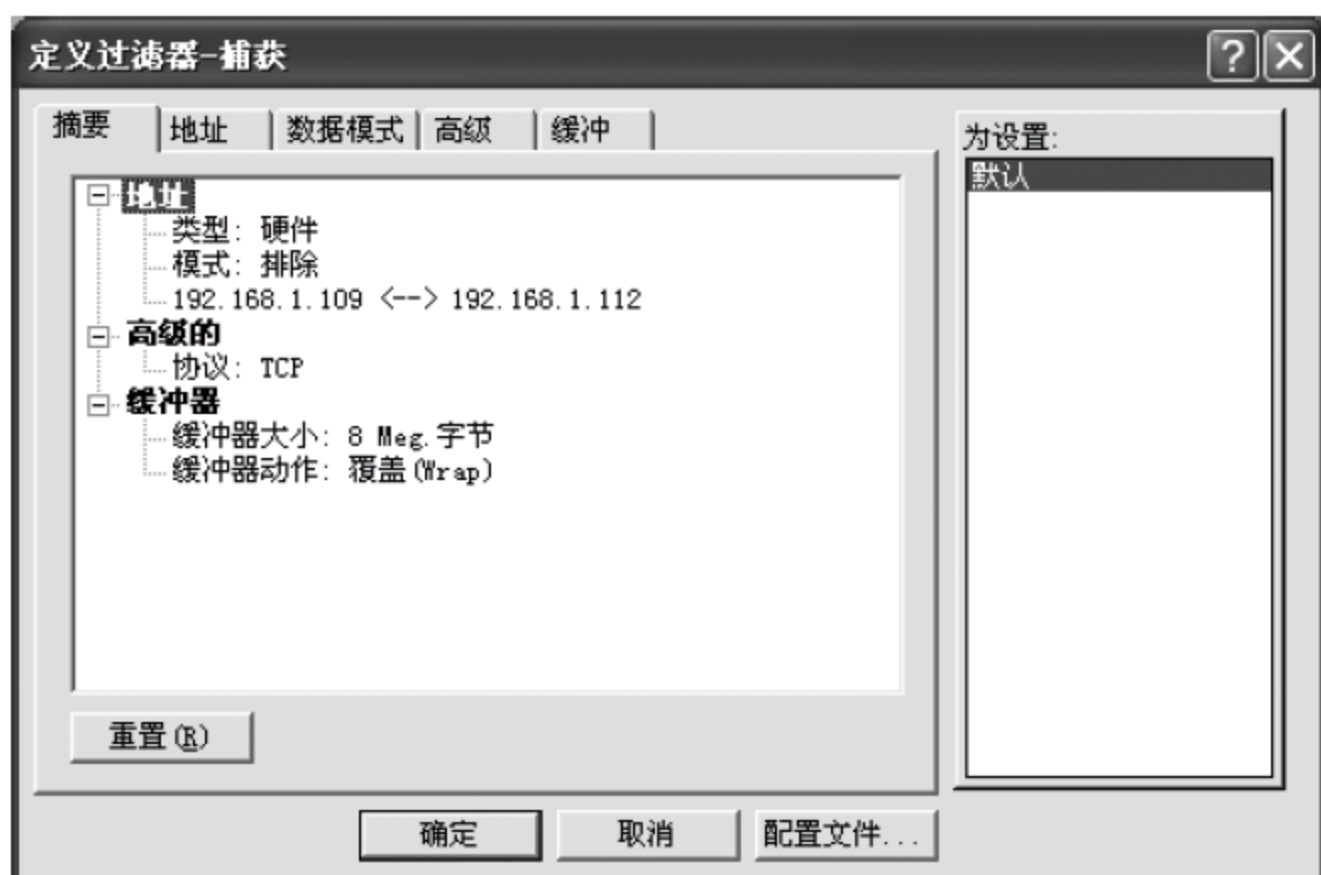 定义过滤器-捕获
摘要 地址 数据模式 高级 缓冲
为设置:
默认
地址
类型: 硬件
模式: 排除
192.168.1.109 <--> 192.168.1.112
高级的
协议: TCP
缓冲器
缓冲器大小: 8 Meg.字节
缓冲器动作: 覆盖(Wrap)
重置(R)
确定 取消 配置文件...